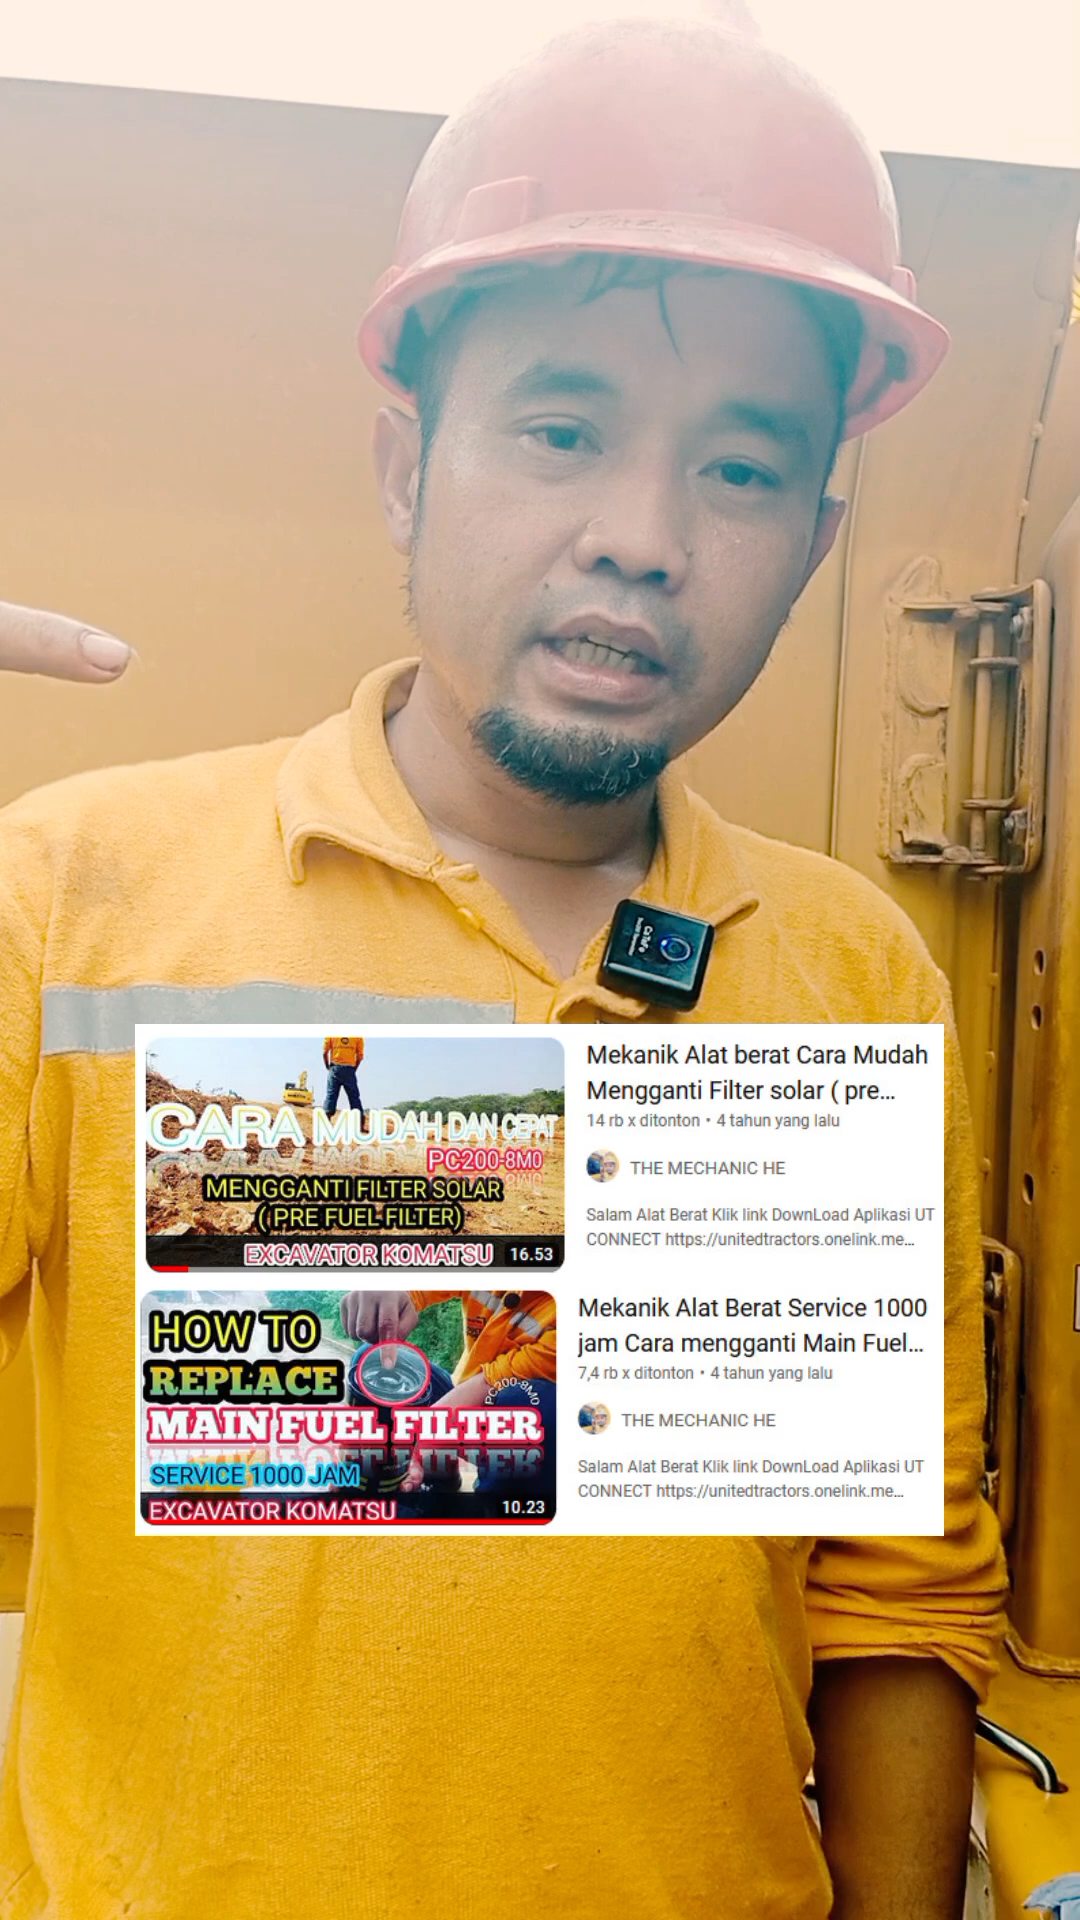 CARA MUDAH DAN CEPAT
PC200-8M0
MENGGANTI FILTER SOLAR
( PRE FUEL FILTER)
EXCAVATOR KOMATSU
16.53
Mekanik Alat berat Cara Mudah
Mengganti Filter solar ( pre...
14 rb x ditonton • 4 tahun yang lalu
THE MECHANIC HE
Salam Alat Berat Klik link DownLoad Aplikasi UT
CONNECT https://unitedtractors.onelink.me...
HOW TO
REPLACE
PC200-8M0
MAIN FUEL FILTER
SERVICE 1000 JAM
EXCAVATOR KOMATSU
10.23
Mekanik Alat Berat Service 1000
jam Cara mengganti Main Fuel...
7,4 rb x ditonton • 4 tahun yang lalu
THE MECHANIC HE
Salam Alat Berat Klik link DownLoad Aplikasi UT
CONNECT https://unitedtractors.onelink.me...